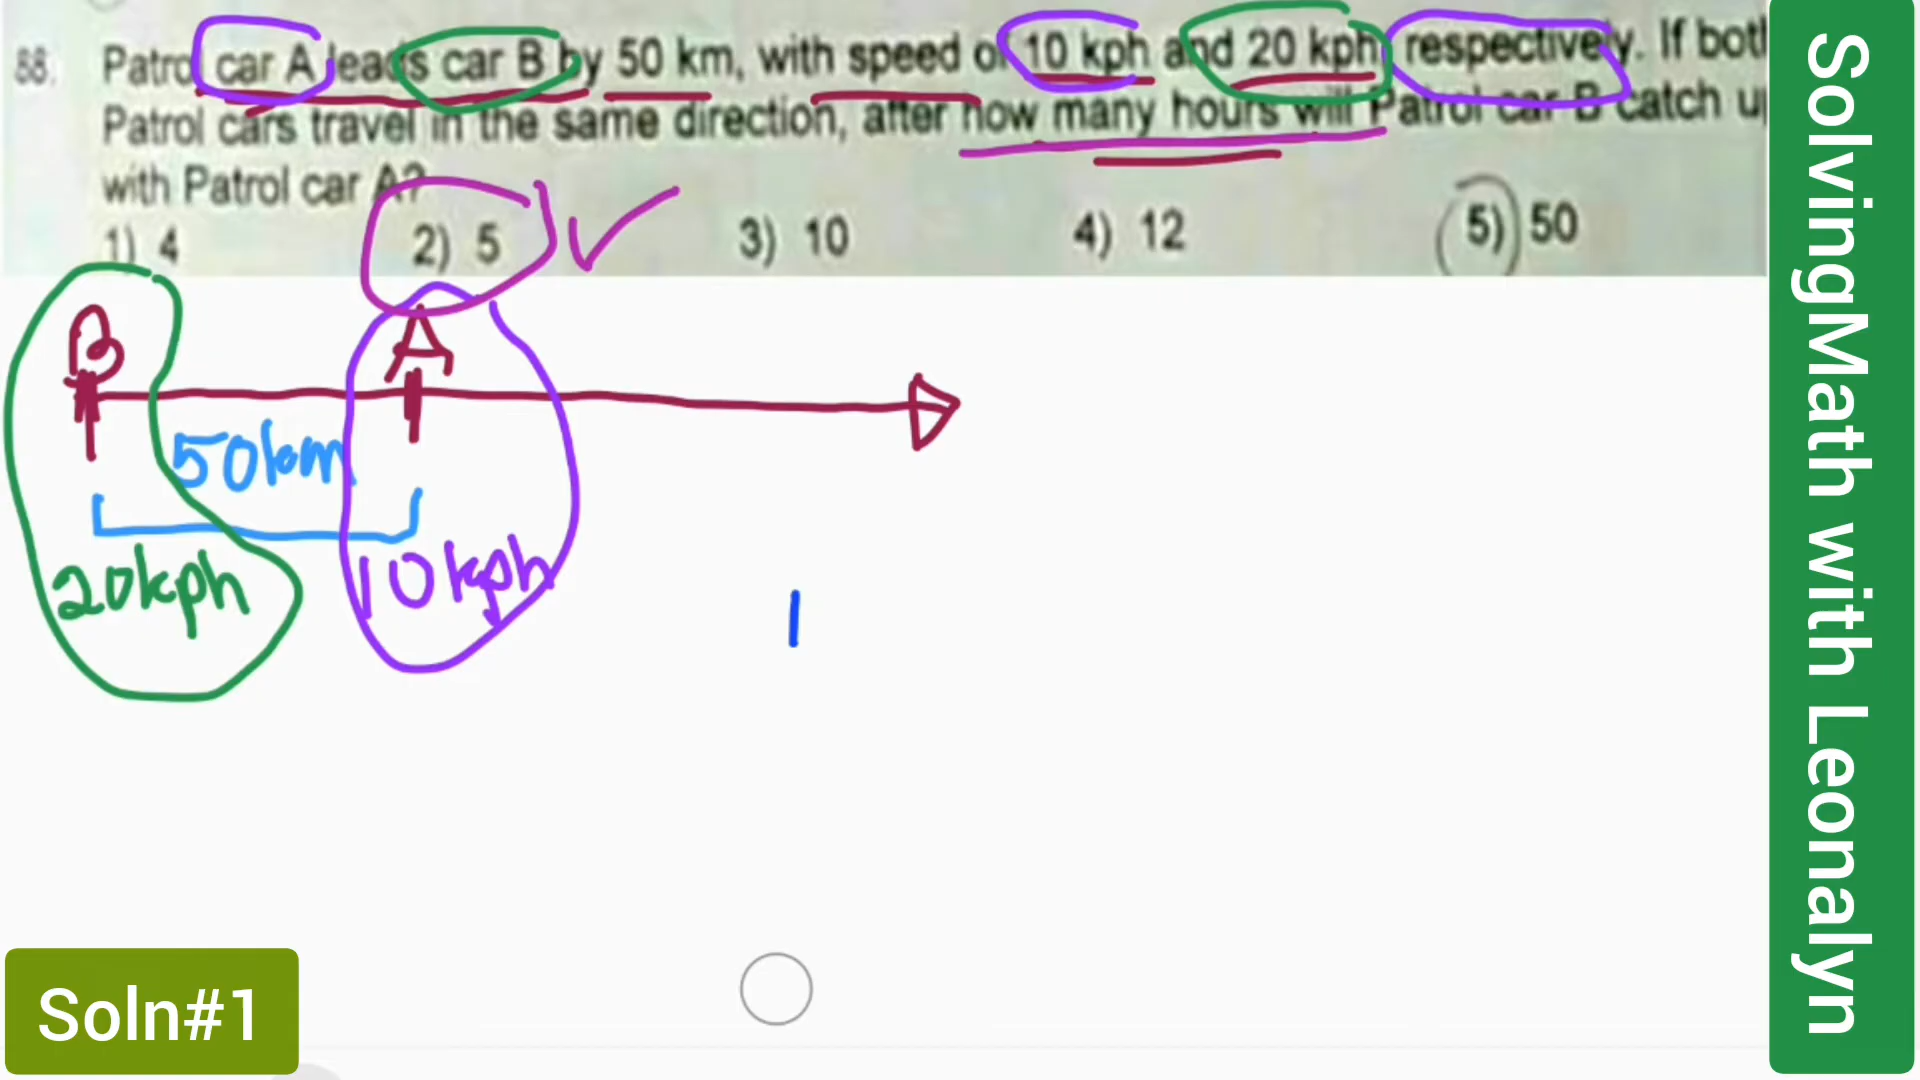 88. Patrol car A leads car B by 50 km, with speed of 10 kph and 20 kph respectively. If both
Patrol cars travel in the same direction, after how many hours will Patrol car B catch up
with Patrol car A?
1) 4 2) 5 3) 10 4) 12 5) 50
B A
50km
20kph 10kph
1
Soln#1
SolvingMath with Leonalyn